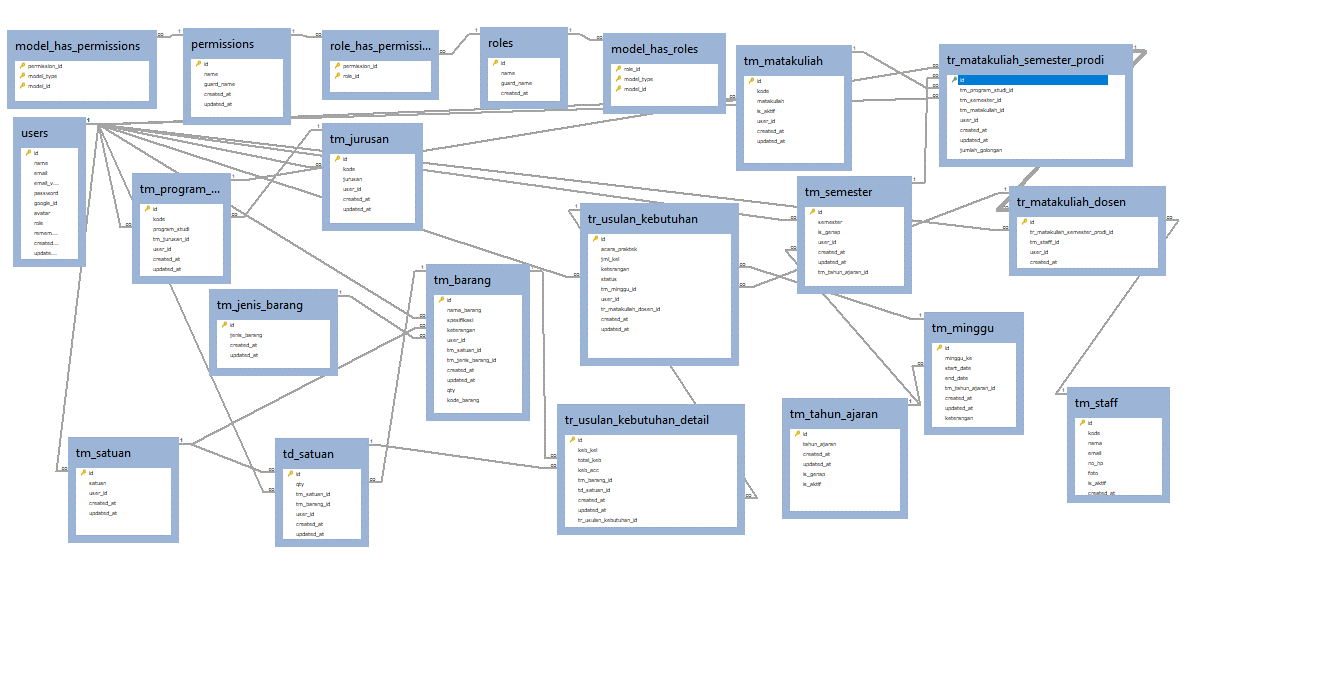 model_has_permissions
permission_id
model_type
model_id
permissions
id
name
guard_name
created_at
updated_at
role_has_permissi...
permission_id
role_id
roles
id
name
guard_name
created_at
model_has_roles
role_id
model_type
model_id
tm_matakuliah
id
kode
matakuliah
is_aktif
user_id
created_at
updated_at
tr_matakuliah_semester_prodi
id
tm_program_studi_id
tm_semester_id
tm_matakuliah_id
user_id
created_at
updated_at
jumlah_golongan
users
id
name
email
email_v...
password
google_id
avatar
role
remem...
created...
update...
tm_program_...
id
kode
program_studi
tm_jurusan_id
user_id
created_at
updated_at
tm_jurusan
id
kode
jurusan
user_id
created_at
updated_at
tm_semester
id
semester
is_genap
user_id
created_at
updated_at
tm_tahun_ajaran_id
tr_matakuliah_dosen
id
tr_matakuliah_semester_prodi_id
tm_staff_id
user_id
created_at
tr_usulan_kebutuhan
id
acara_praktek
jml_kel
keterangan
status
tm_minggu_id
user_id
tr_matakuliah_dosen_id
created_at
updated_at
tm_jenis_barang
id
jenis_barang
created_at
updated_at
tm_barang
id
nama_barang
spesifikasi
keterangan
user_id
tm_satuan_id
tm_jenis_barang_id
created_at
updated_at
qty
kode_barang
tm_minggu
id
minggu_ke
start_date
end_date
tm_tahun_ajaran_id
created_at
updated_at
keterangan
tm_satuan
id
satuan
user_id
created_at
updated_at
td_satuan
id
qty
tm_satuan_id
tm_barang_id
user_id
created_at
updated_at
tr_usulan_kebutuhan_detail
id
keb_kel
total_keb
keb_acc
tm_barang_id
td_satuan_id
created_at
updated_at
tr_usulan_kebutuhan_id
tm_tahun_ajaran
id
tahun_ajaran
created_at
updated_at
is_genap
is_aktif
tm_staff
id
kode
nama
email
no_hp
foto
is_aktif
created_at